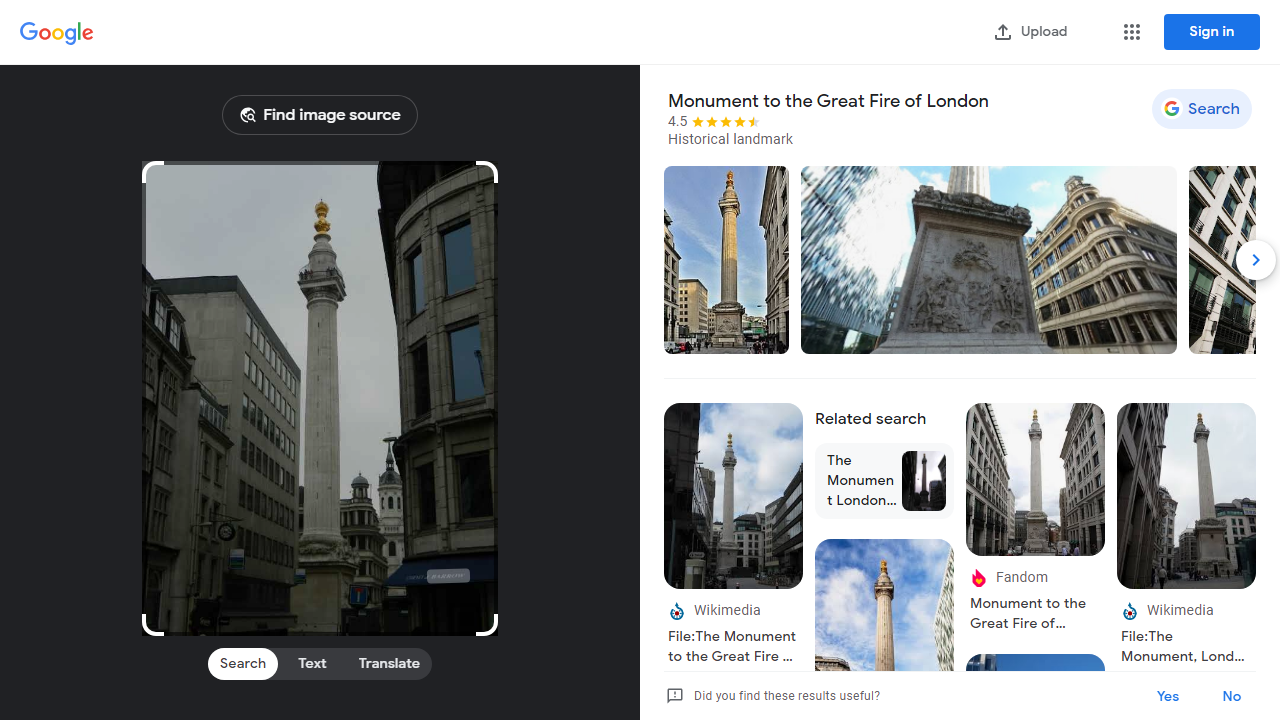 Google
Upload
Sign in
Find image source
Search
Text
Translate
Monument to the Great Fire of London
4.5
Historical landmark
Search
Related search
The
Monumen
t London...
Wikimedia
File:The Monument
to the Great Fire ...
Fandom
Monument to the
Great Fire of...
Wikimedia
File:The
Monument, Lond...
Did you find these results useful?
Yes
No